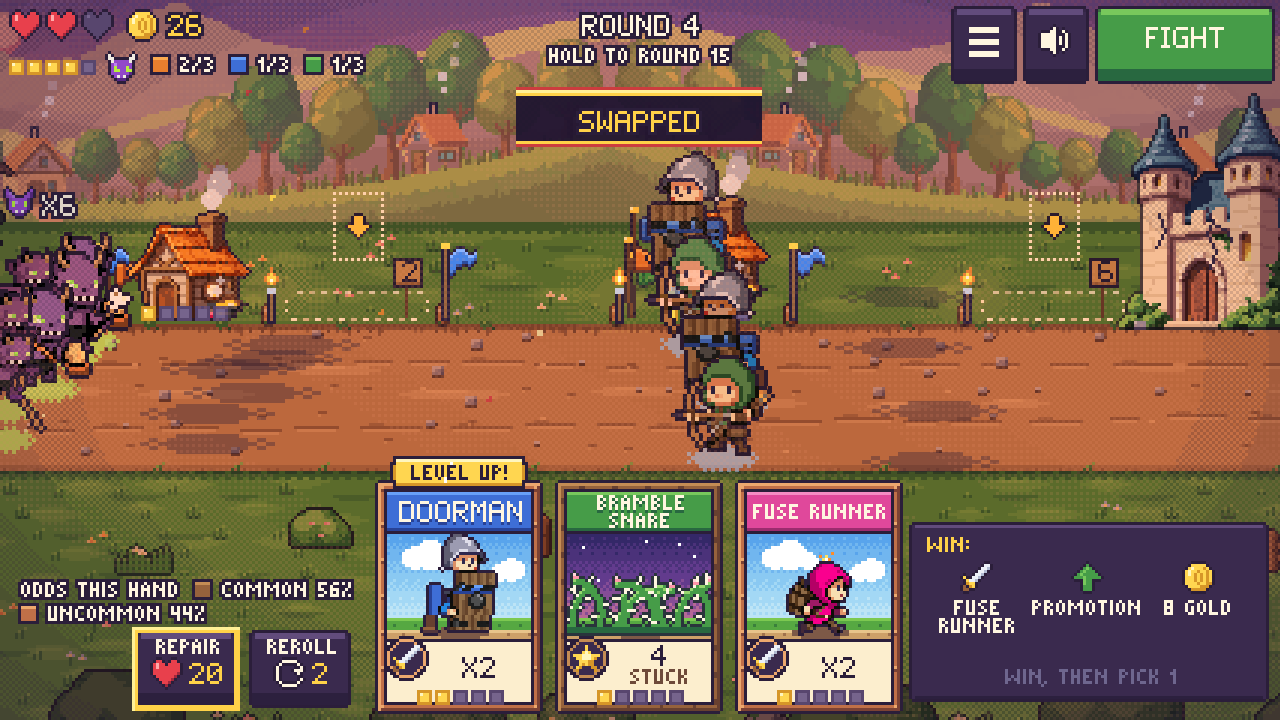 26
ROUND 4
HOLD TO ROUND 15
FIGHT
2/3 1/3 1/3
SWAPPED
X6
2
6
LEVEL UP!
DOORMAN
X2
BRAMBLE
SNARE
4
STUCK
FUSE RUNNER
X2
WIN:
FUSE
RUNNER
PROMOTION
8 GOLD
WIN, THEN PICK 1
ODDS THIS HAND COMMON 56%
UNCOMMON 44%
REPAIR
20
REROLL
2